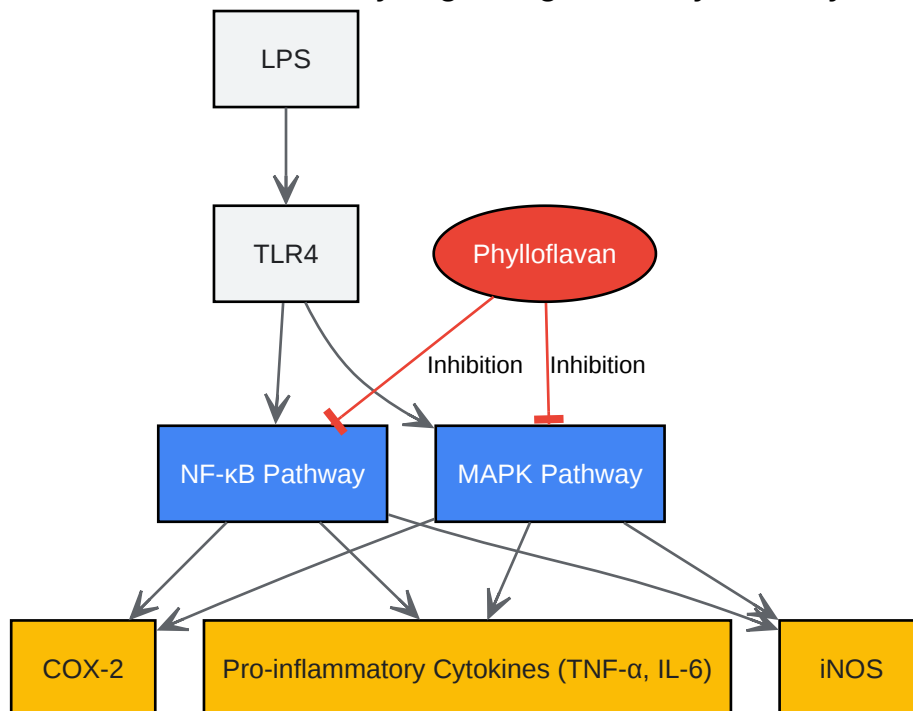 LPS
TLR4
Phylloflavan
Inhibition
Inhibition
NF-κB Pathway
MAPK Pathway
COX-2
Pro-inflammatory Cytokines (TNF-α, IL-6)
iNOS